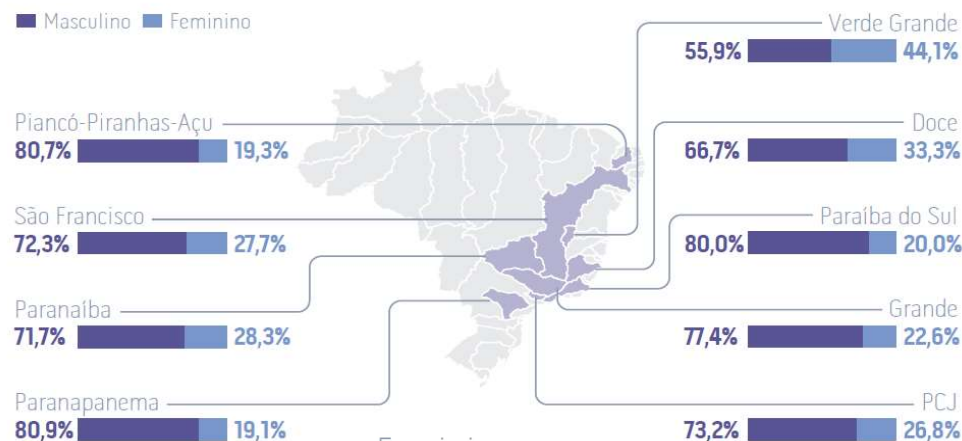 Masculino Feminino
Verde Grande
55,9% 44,1%
Piancó-Piranhas-Açu
80,7% 19,3%
Doce
66,7% 33,3%
São Francisco
72,3% 27,7%
Paraíba do Sul
80,0% 20,0%
Paranaíba
71,7% 28,3%
Grande
77,4% 22,6%
Paranapanema
80,9% 19,1%
PCJ
73,2% 26,8%